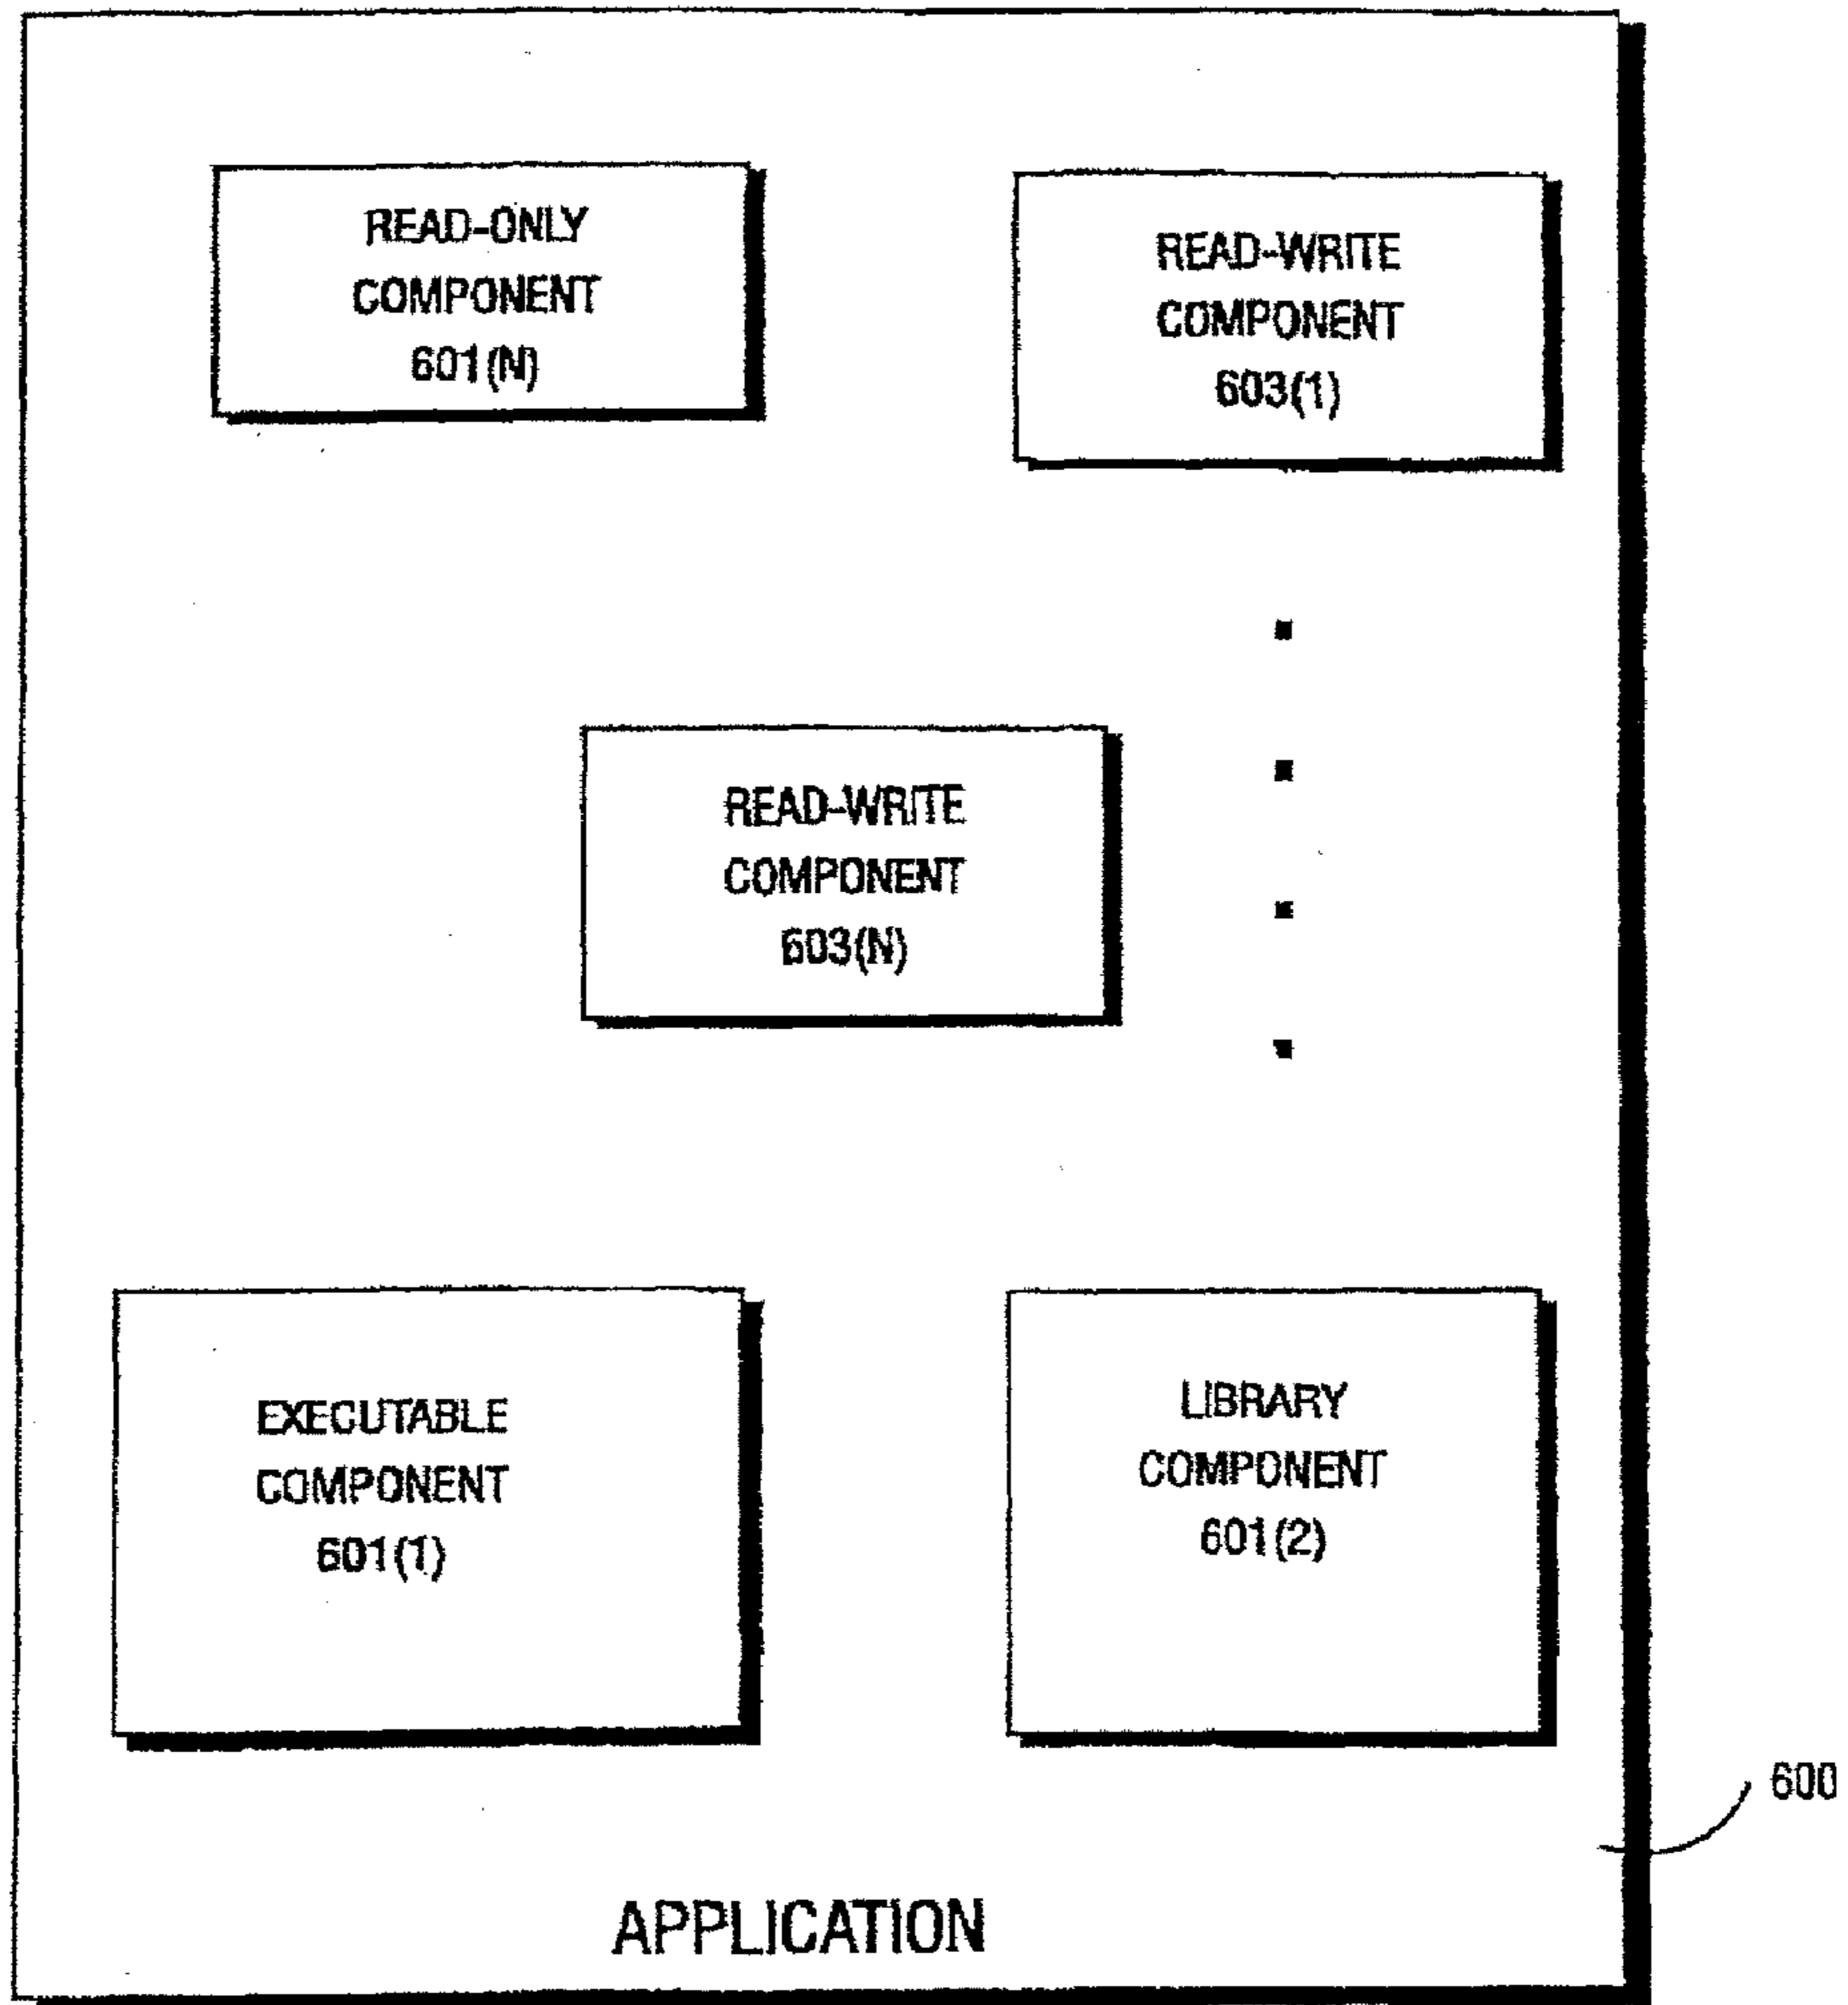 READ-ONLY
COMPONENT
601(N)
READ-WRITE
COMPONENT
603(1)
READ-WRITE
COMPONENT
603(N)
EXECUTABLE
COMPONENT
601(1)
LIBRARY
COMPONENT
601(2)
600
APPLICATION